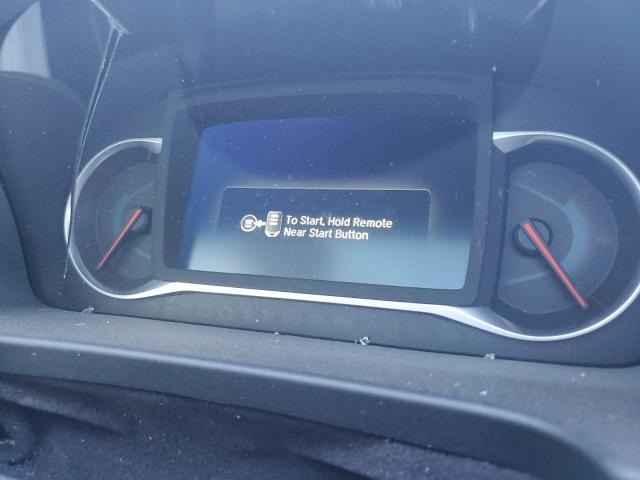 To Start, Hold Remote
Near Start Button